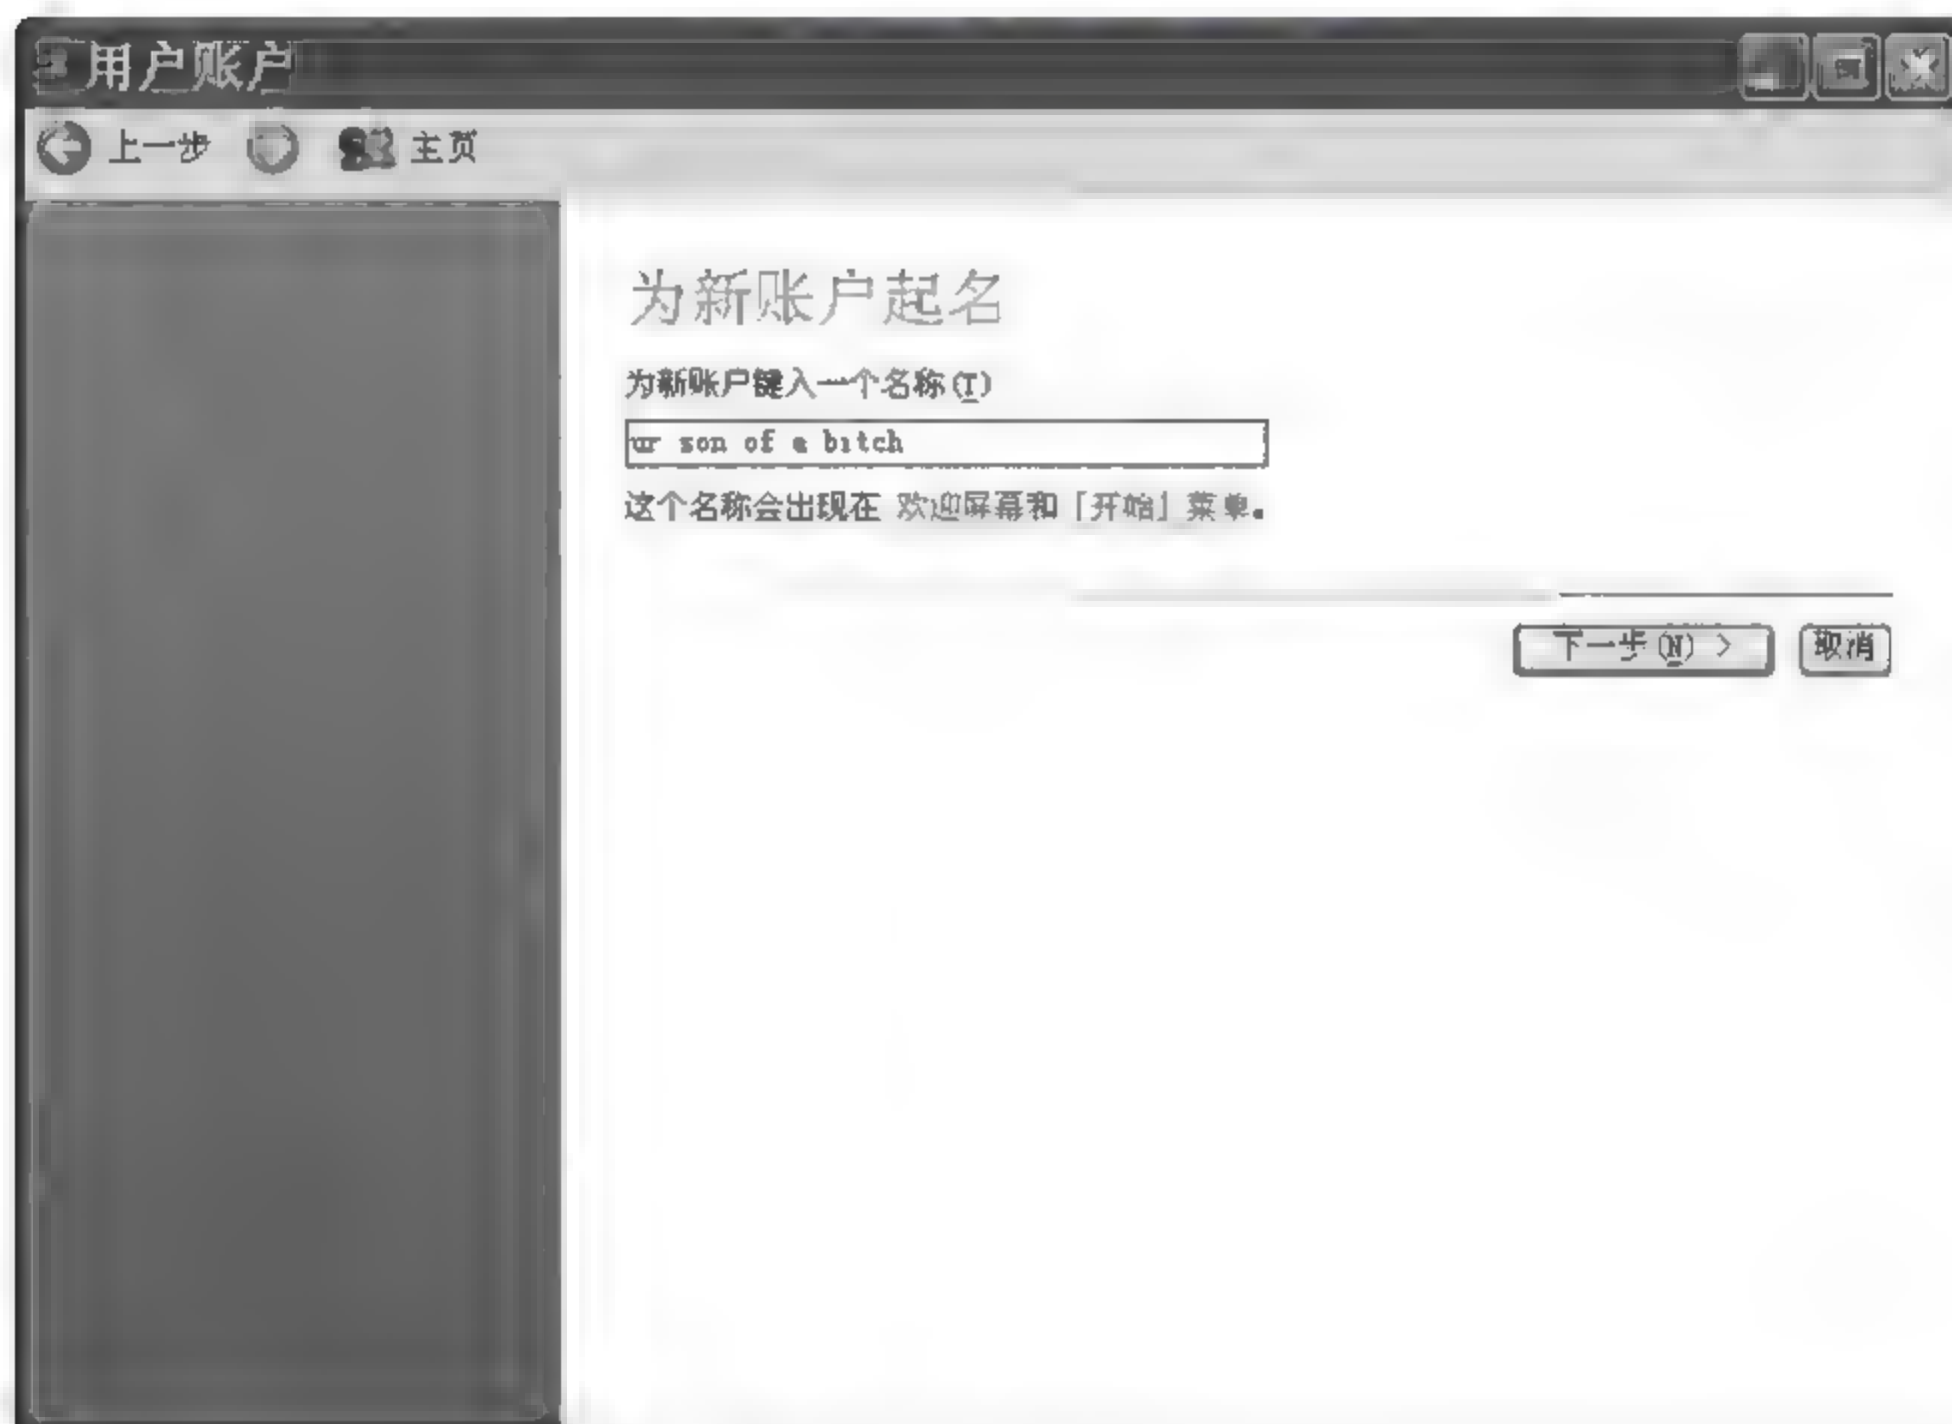 用户账户
上一步 主页
为新账户起名
为新账户键入一个名称(T)
ur son of a bitch
这个名称会出现在 欢迎屏幕和「开始」菜单。
下一步(N) > 取消